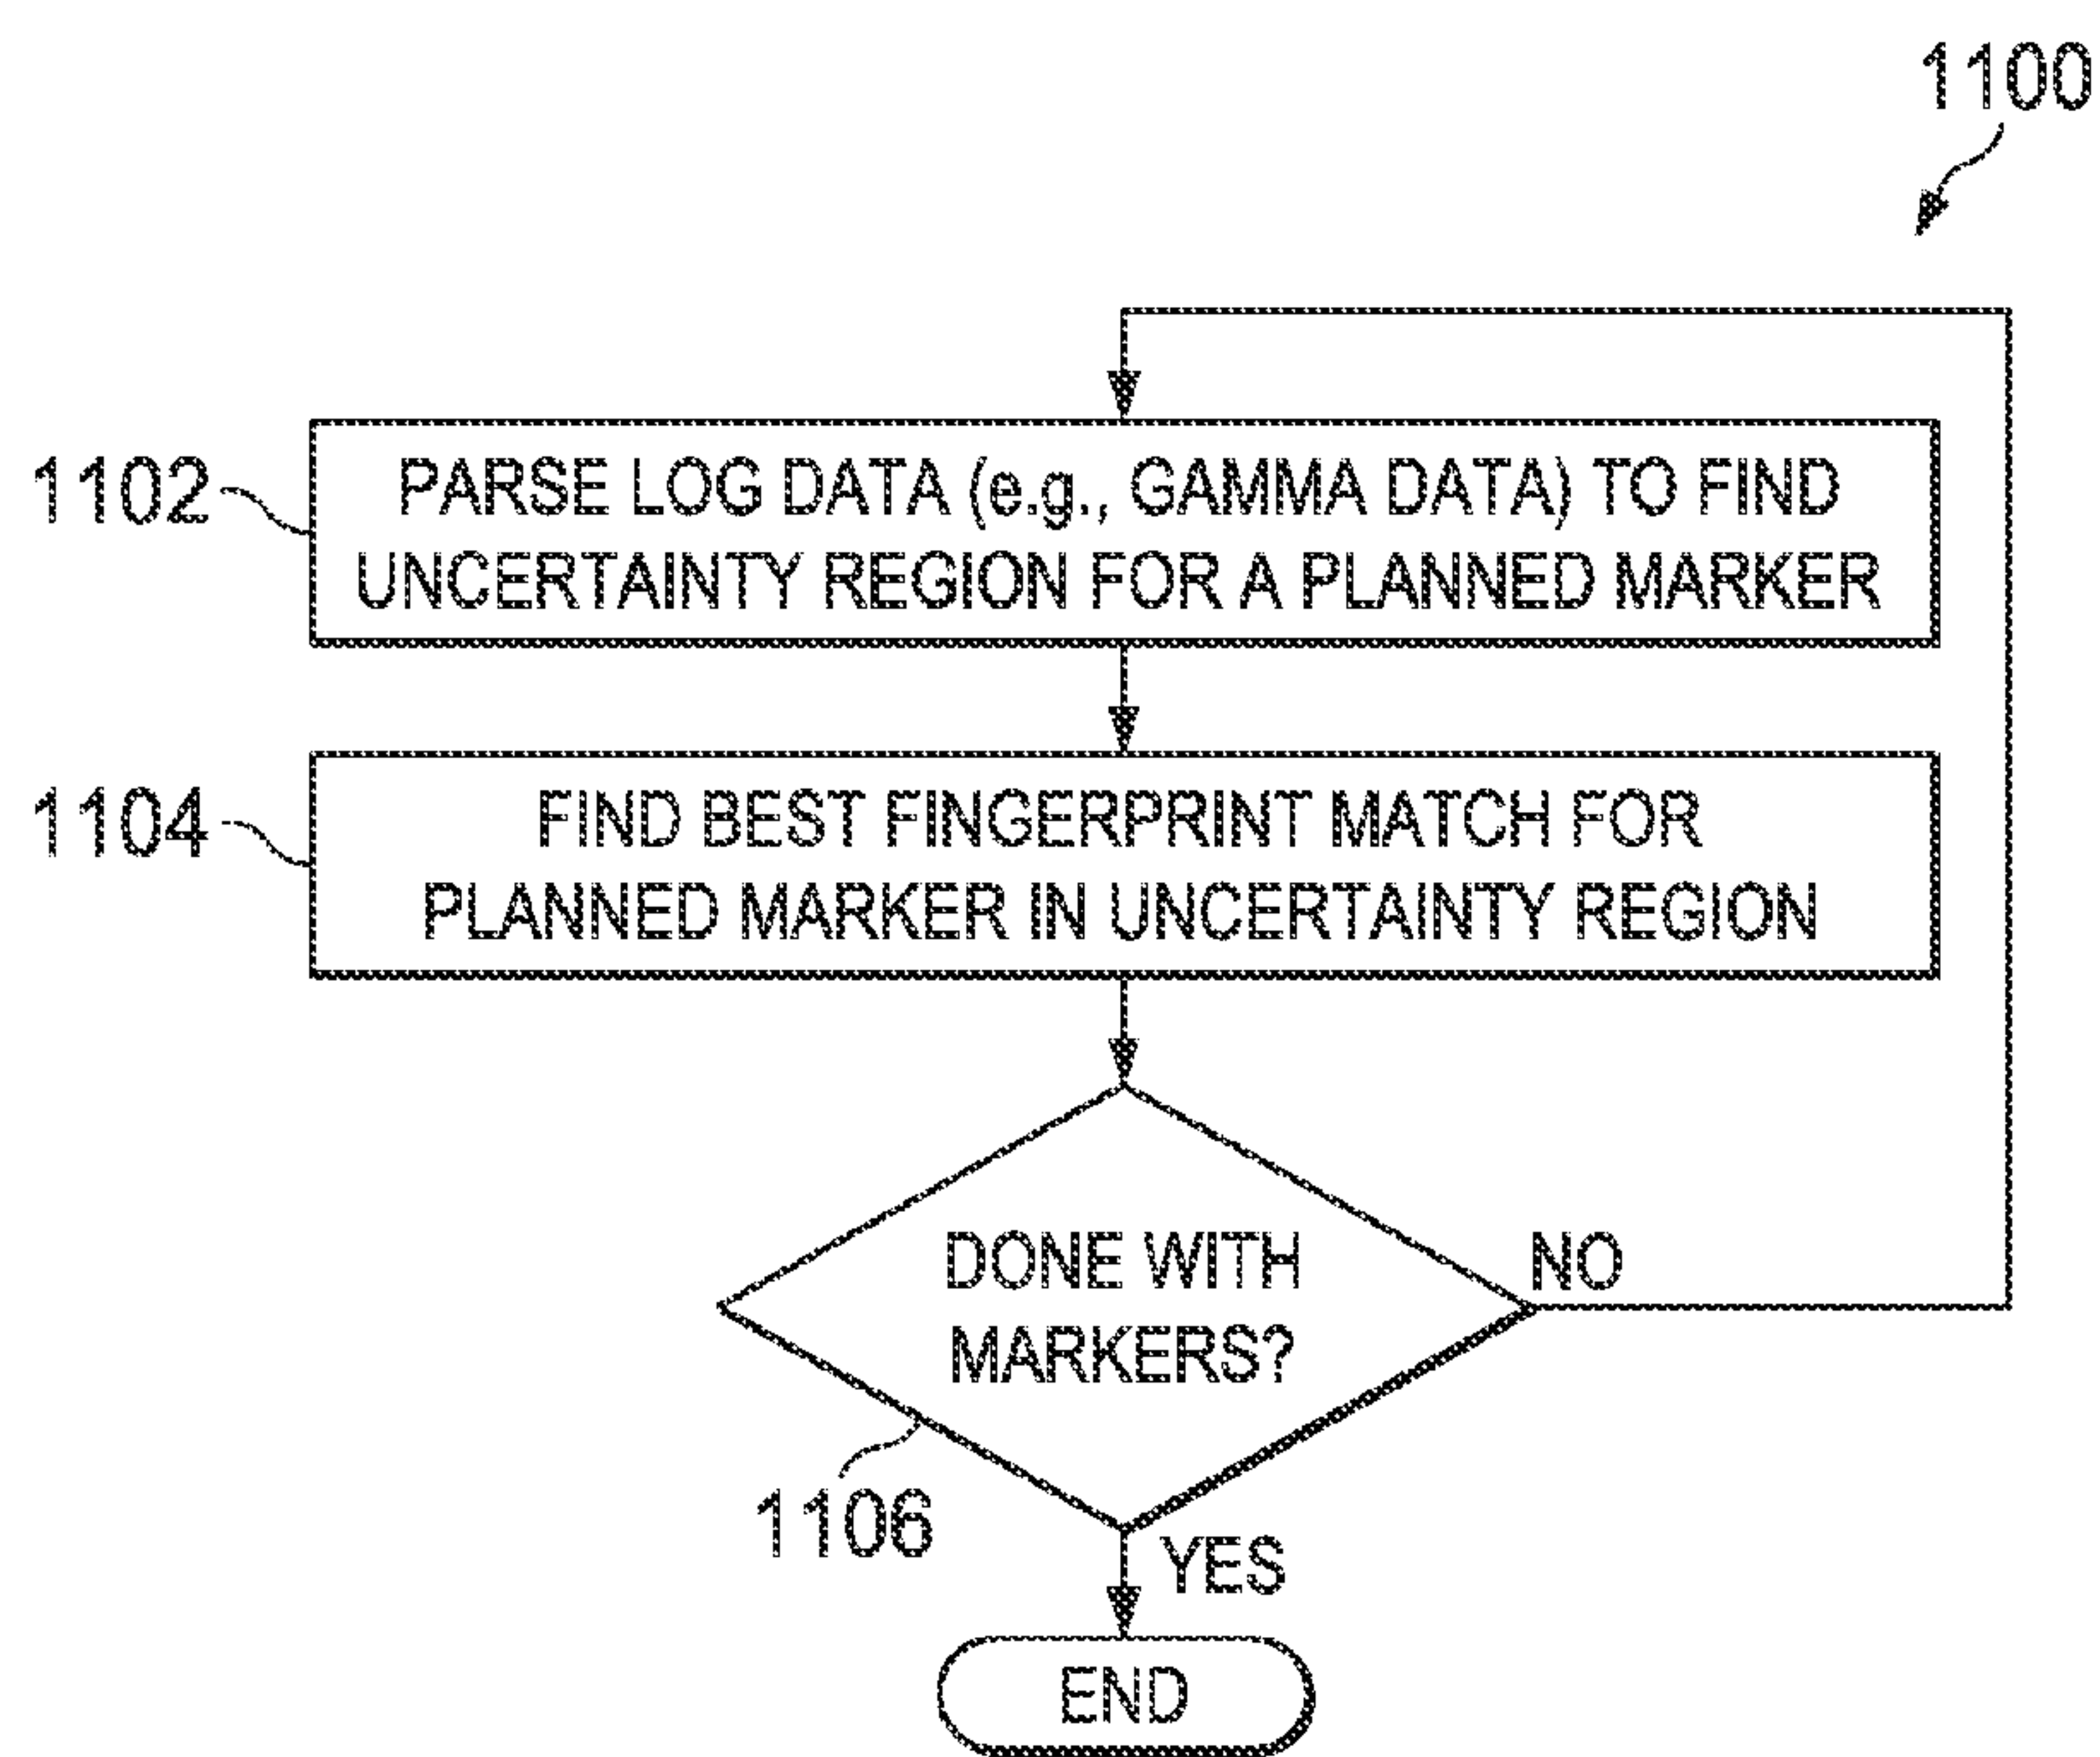 1100
1102
PARSE LOG DATA (e.g., GAMMA DATA) TO FIND
UNCERTAINTY REGION FOR A PLANNED MARKER
1104
FIND BEST FINGERPRINT MATCH FOR
PLANNED MARKER IN UNCERTAINTY REGION
DONE WITH
MARKERS?
NO
1106
YES
END